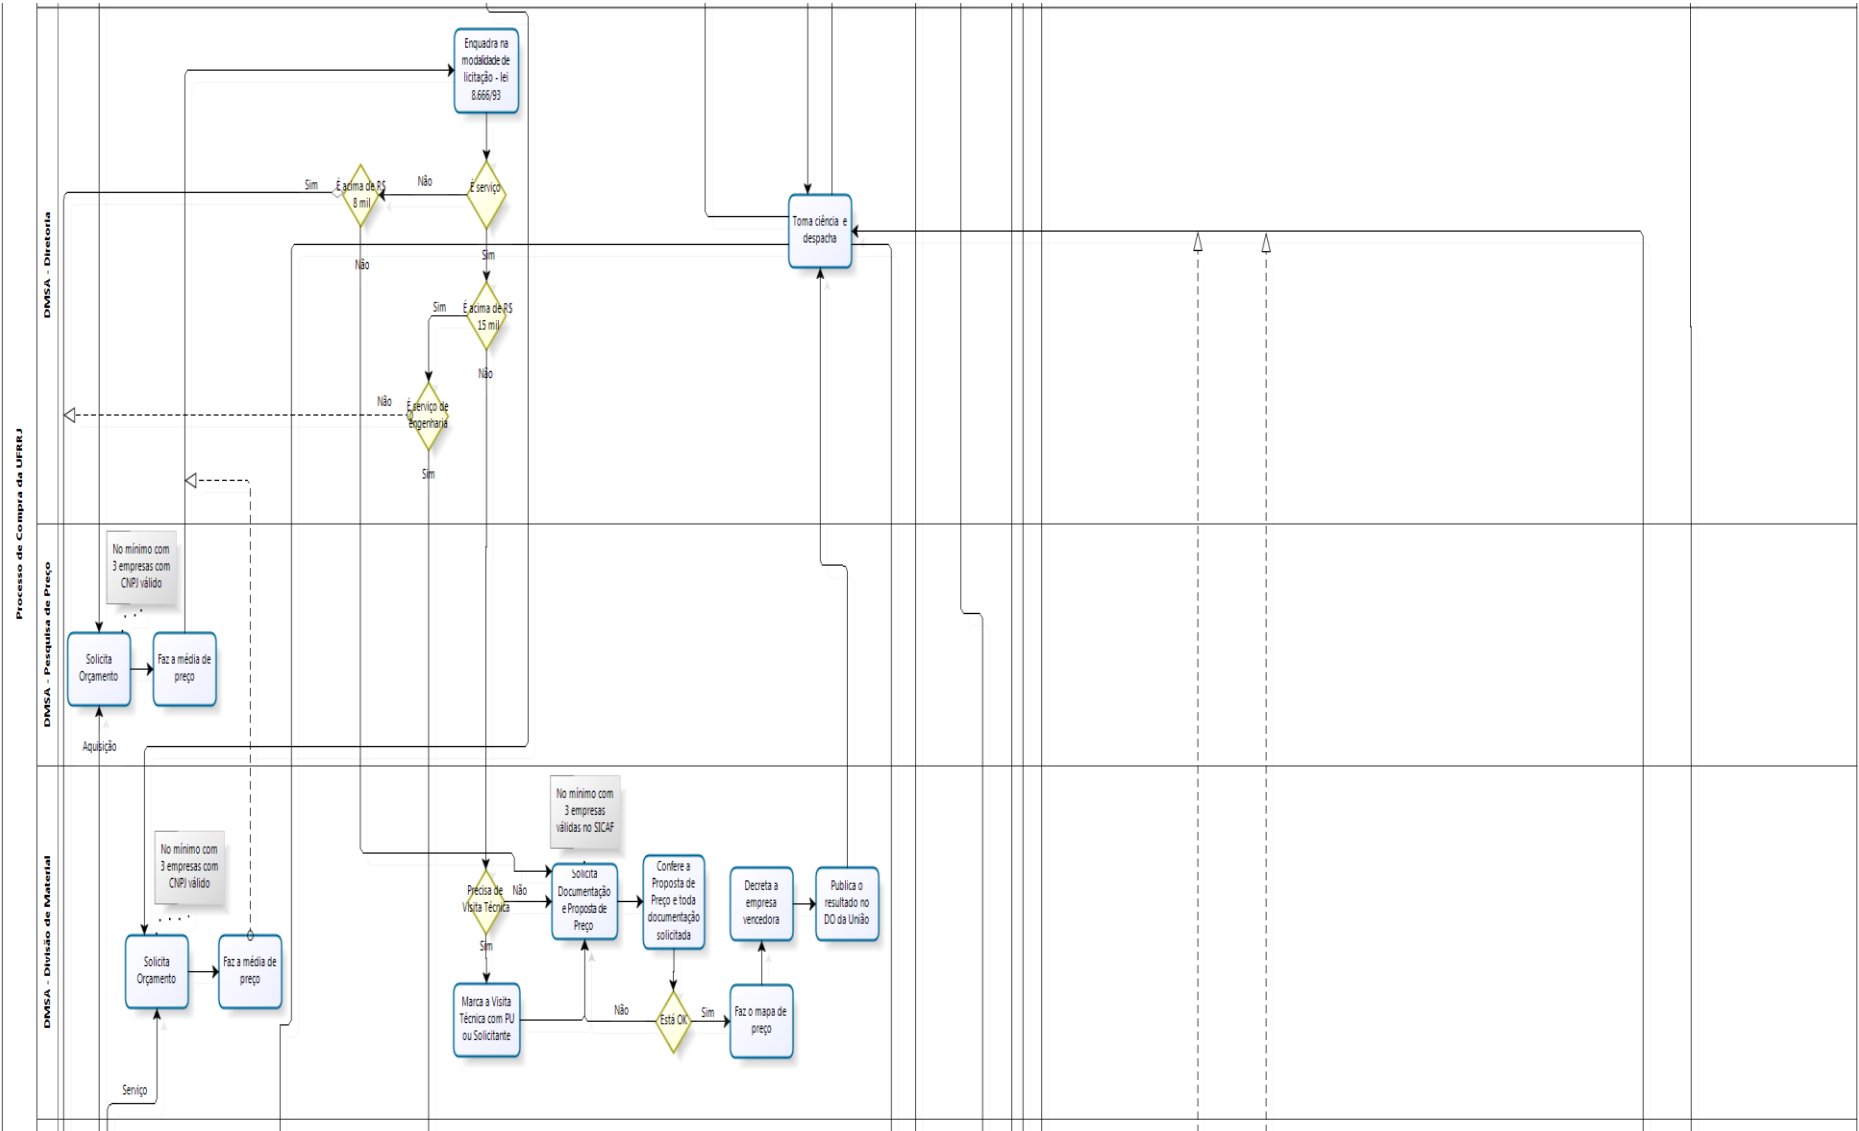 Processo de Compra da UFRRJ
DMSA - Diretoria
Enquadra na
modalidade de
licitação - lei
8.666/93
É serviço
Não
É acima de R$
8 mil
Sim
Não
Sim
É acima de R$
15 mil
Sim
Não
É serviço de
engenharia
Não
Sim
Toma ciência e
despacha
DMSA - Pesquisa de Preço
No mínimo com
3 empresas com
CNPJ válido
Solicita
Orçamento
Faz a média de
preço
Aquisição
DMSA - Divisão de Material
No mínimo com
3 empresas com
CNPJ válido
Solicita
Orçamento
Faz a média de
preço
Serviço
Precisa de
Visita Técnica
Não
Sim
Marca a Visita
Técnica com PU
ou Solicitante
No mínimo com
3 empresas
válidas no SICAF
Solicita
Documentação
e Proposta de
Preço
Confere a
Proposta de
Preço e toda
documentação
solicitada
Está OK
Não
Sim
Faz o mapa de
preço
Decreta a
empresa
vencedora
Publica o
resultado no
DO da União